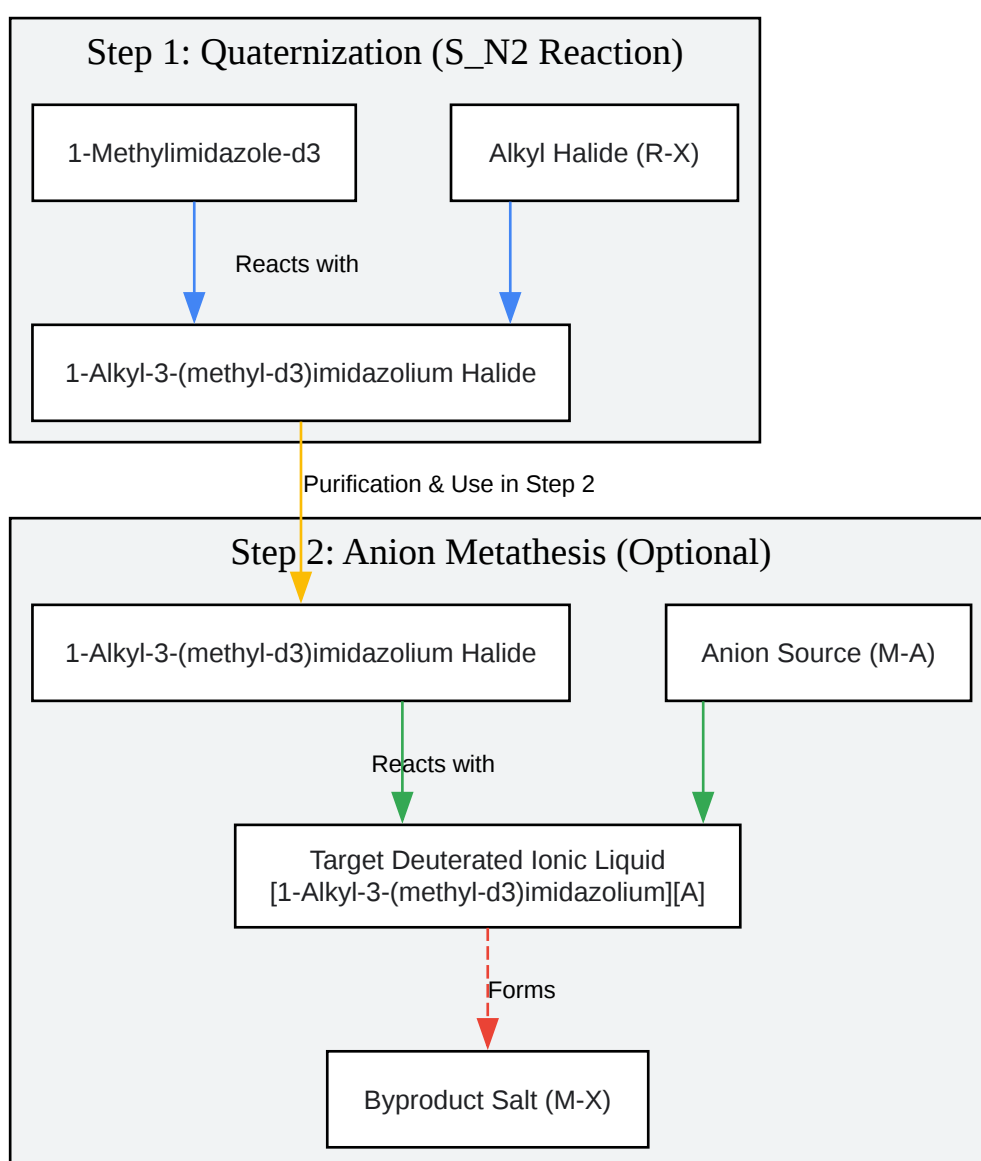 Step 1: Quaternization (S_N2 Reaction)
1-Methylimidazole-d3
Alkyl Halide (R-X)
Reacts with
1-Alkyl-3-(methyl-d3)imidazolium Halide
Purification & Use in Step 2
Step 2: Anion Metathesis (Optional)
1-Alkyl-3-(methyl-d3)imidazolium Halide
Anion Source (M-A)
Reacts with
Target Deuterated Ionic Liquid
[1-Alkyl-3-(methyl-d3)imidazolium][A]
Forms
Byproduct Salt (M-X)